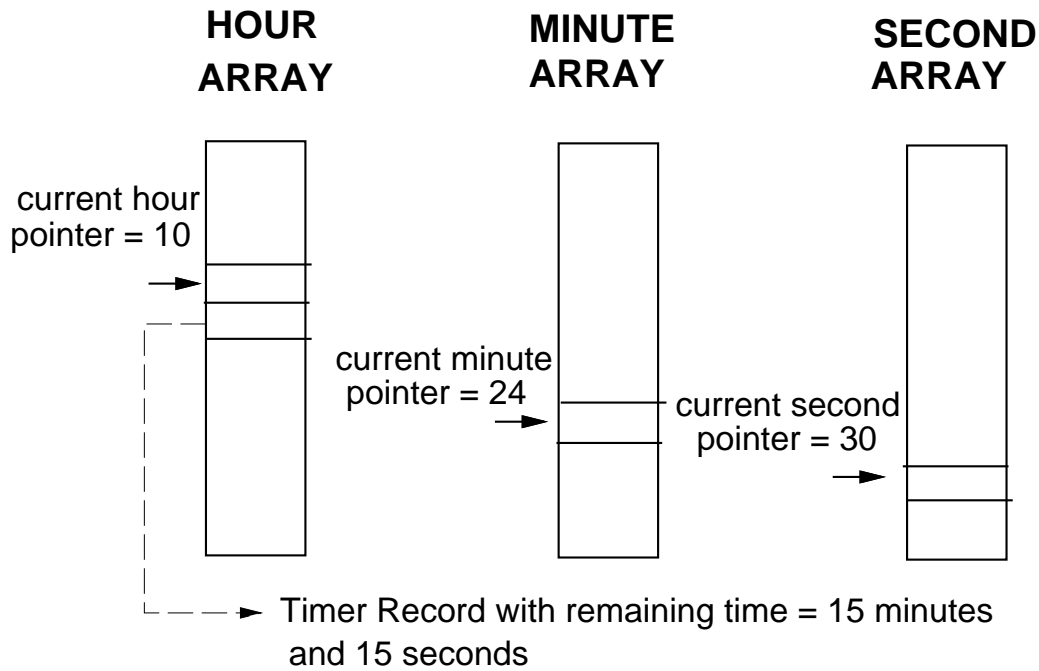 HOUR
ARRAY
MINUTE
ARRAY
SECOND
ARRAY
current hour
pointer = 10
current minute
pointer = 24
current second
pointer = 30
Timer Record with remaining time = 15 minutes
and 15 seconds